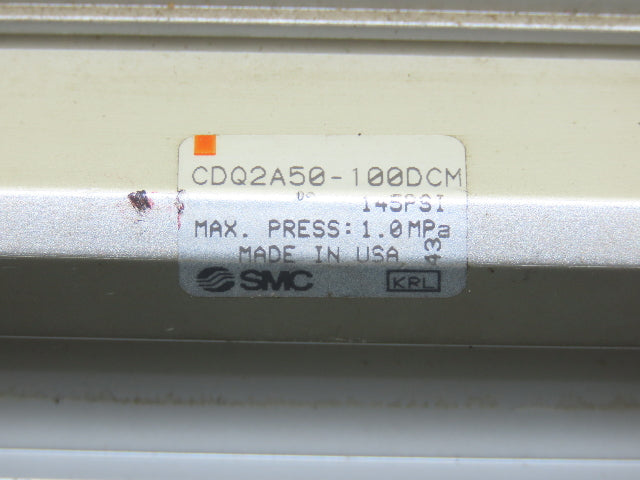 CDQ2A50-100DCM
145PSI
MAX. PRESS: 1.0MPa
MADE IN USA
43
SMC
KRL